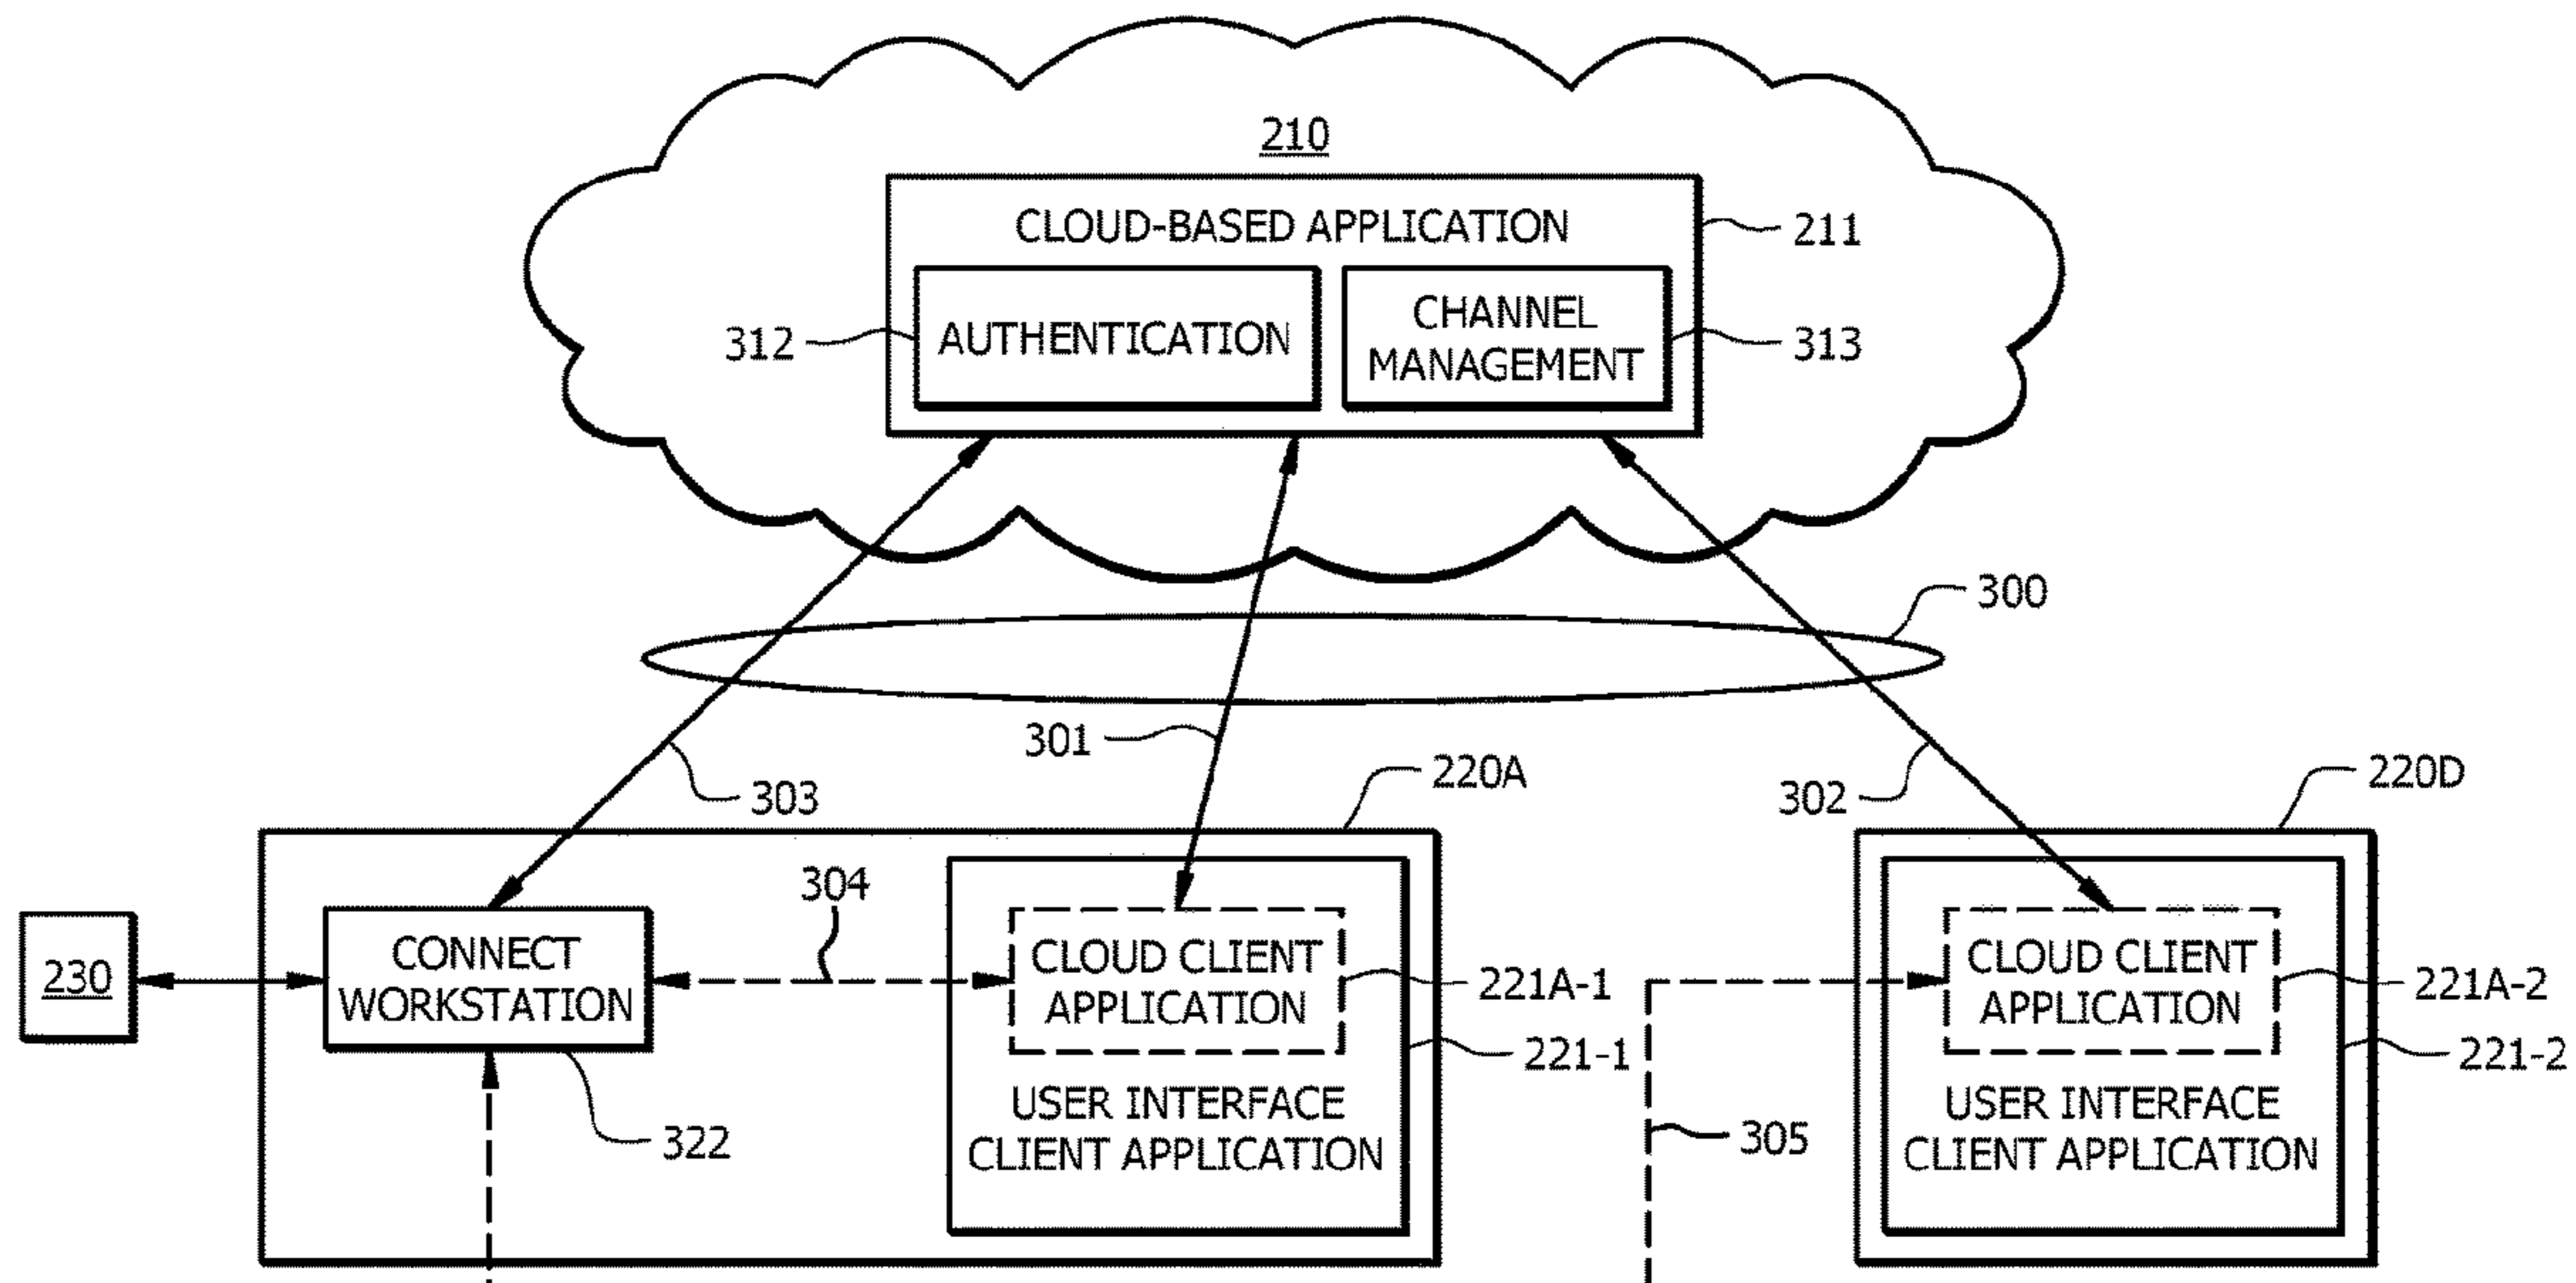 210
CLOUD-BASED APPLICATION
211
312
AUTHENTICATION
CHANNEL
MANAGEMENT
313
300
301
303
302
220A
220D
304
230
CONNECT
WORKSTATION
322
CLOUD CLIENT
APPLICATION
221A-1
221-1
USER INTERFACE
CLIENT APPLICATION
305
CLOUD CLIENT
APPLICATION
221A-2
221-2
USER INTERFACE
CLIENT APPLICATION